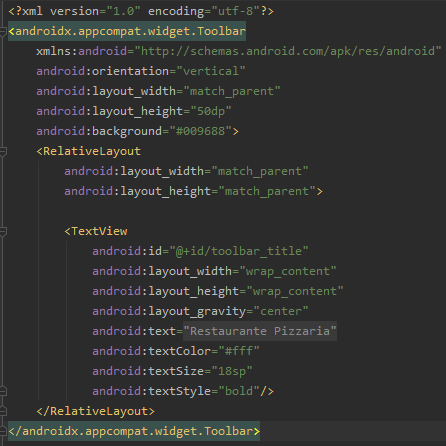 <?xml version="1.0" encoding="utf-8"?>
<androidx.appcompat.widget.Toolbar
    xmlns:android="http://schemas.android.com/apk/res/android"
    android:orientation="vertical"
    android:layout_width="match_parent"
    android:layout_height="50dp"
    android:background="#009688">
    <RelativeLayout
        android:layout_width="match_parent"
        android:layout_height="match_parent">
        <TextView
            android:id="@+id/toolbar_title"
            android:layout_width="wrap_content"
            android:layout_height="wrap_content"
            android:layout_gravity="center"
            android:text="Restaurante Pizzaria"
            android:textColor="#fff"
            android:textSize="18sp"
            android:textStyle="bold"/>
    </RelativeLayout>
</androidx.appcompat.widget.Toolbar>